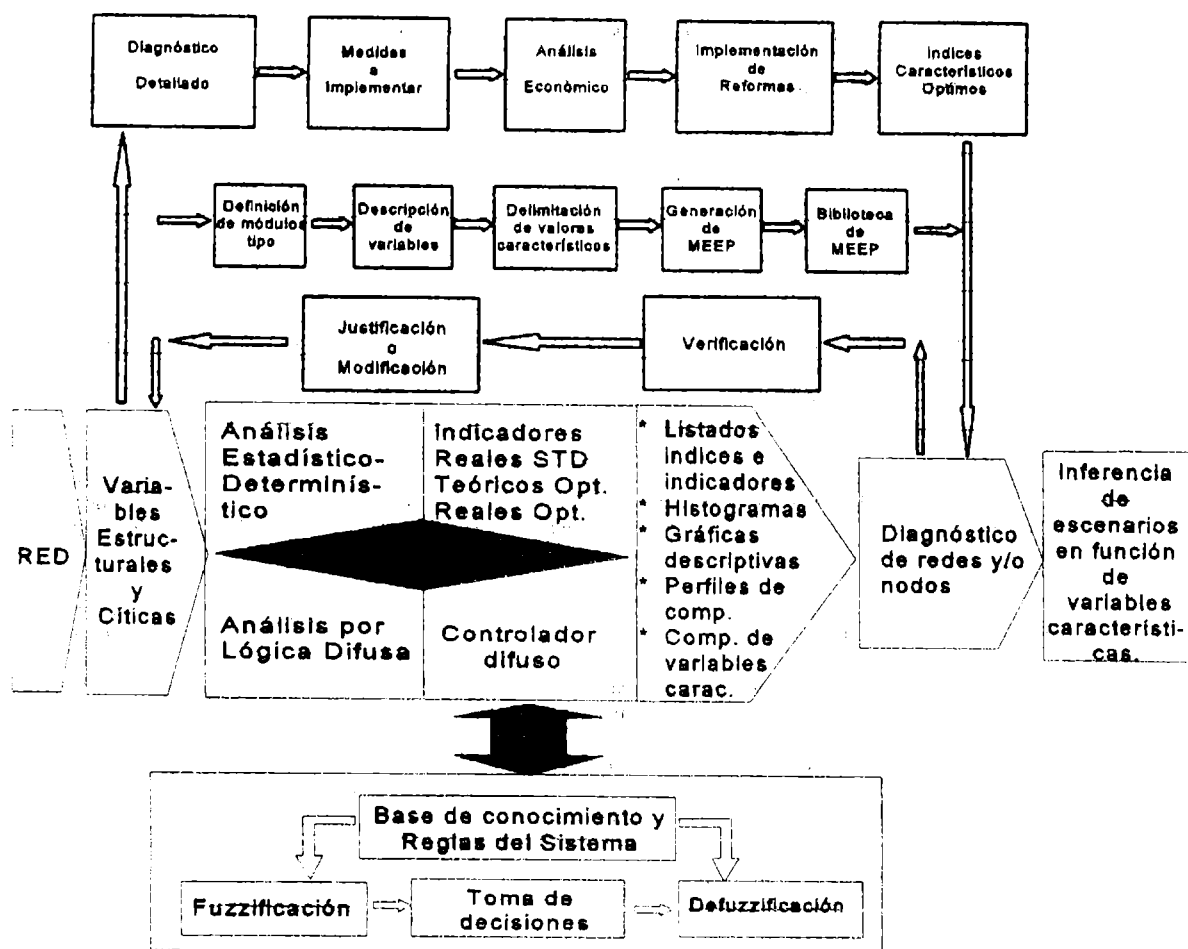 Diagnóstico
Detallado
Medidas
a
Implementar
Análisis
Económico
Implementación
de
Reformas
Indices
Característicos
Optimos
Definición
de módulos
tipo
Descripción
de
variables
Delimitación
de valores
característicos
Generación
de
MEEP
Biblioteca
de
MEEP
Justificación
o
Modificación
Verificación
RED
Varia-
bles
Estruc-
turales
y
Cíticas
Análisis
Estadístico-
Determinís-
tico
Indicadores
Reales STD
Teóricos Opt.
Reales Opt.
Análisis por
Lógica Difusa
Controlador
difuso
* Listados
indices e
indicadores
* Histogramas
* Gráficas
descriptivas
* Perfiles de
comp.
* Comp. de
variables
carac.
Diagnóstico
de redes y/o
nodos
Inferencia
de
escenarios
en función
de
variables
característi-
cas.
Base de conocimiento y
Reglas del Sistema
Fuzzificación
Toma de
decisiones
Defuzzificación